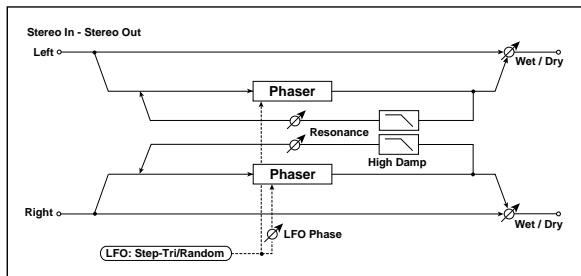 Stereo In - Stereo Out
Left
Wet / Dry
Phaser
Resonance
High Damp
Phaser
Right
Wet / Dry
LFO Phase
LFO: Step-Tri/Random